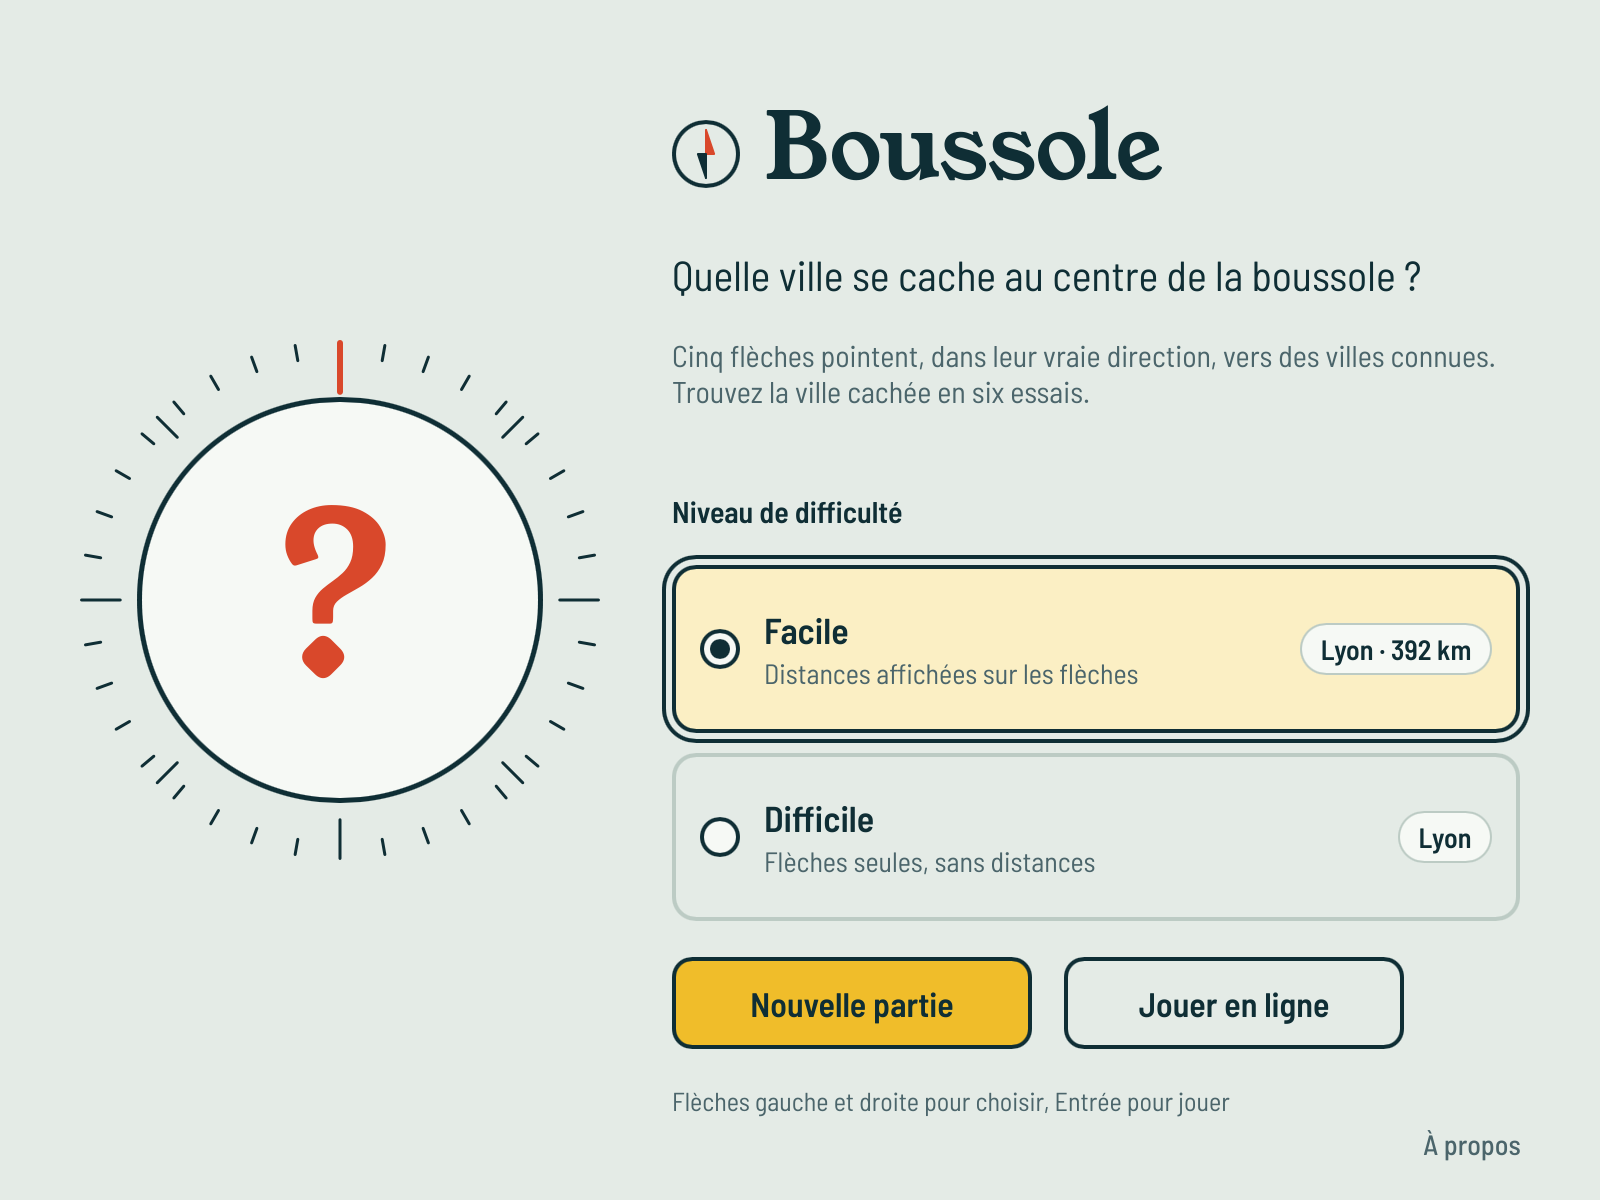 Boussole
Quelle ville se cache au centre de la boussole ?
Cinq flèches pointent, dans leur vraie direction, vers des villes connues.
Trouvez la ville cachée en six essais.
?
Niveau de difficulté
Facile
Distances affichées sur les flèches
Lyon · 392 km
Difficile
Flèches seules, sans distances
Lyon
Nouvelle partie
Jouer en ligne
Flèches gauche et droite pour choisir, Entrée pour jouer
À propos